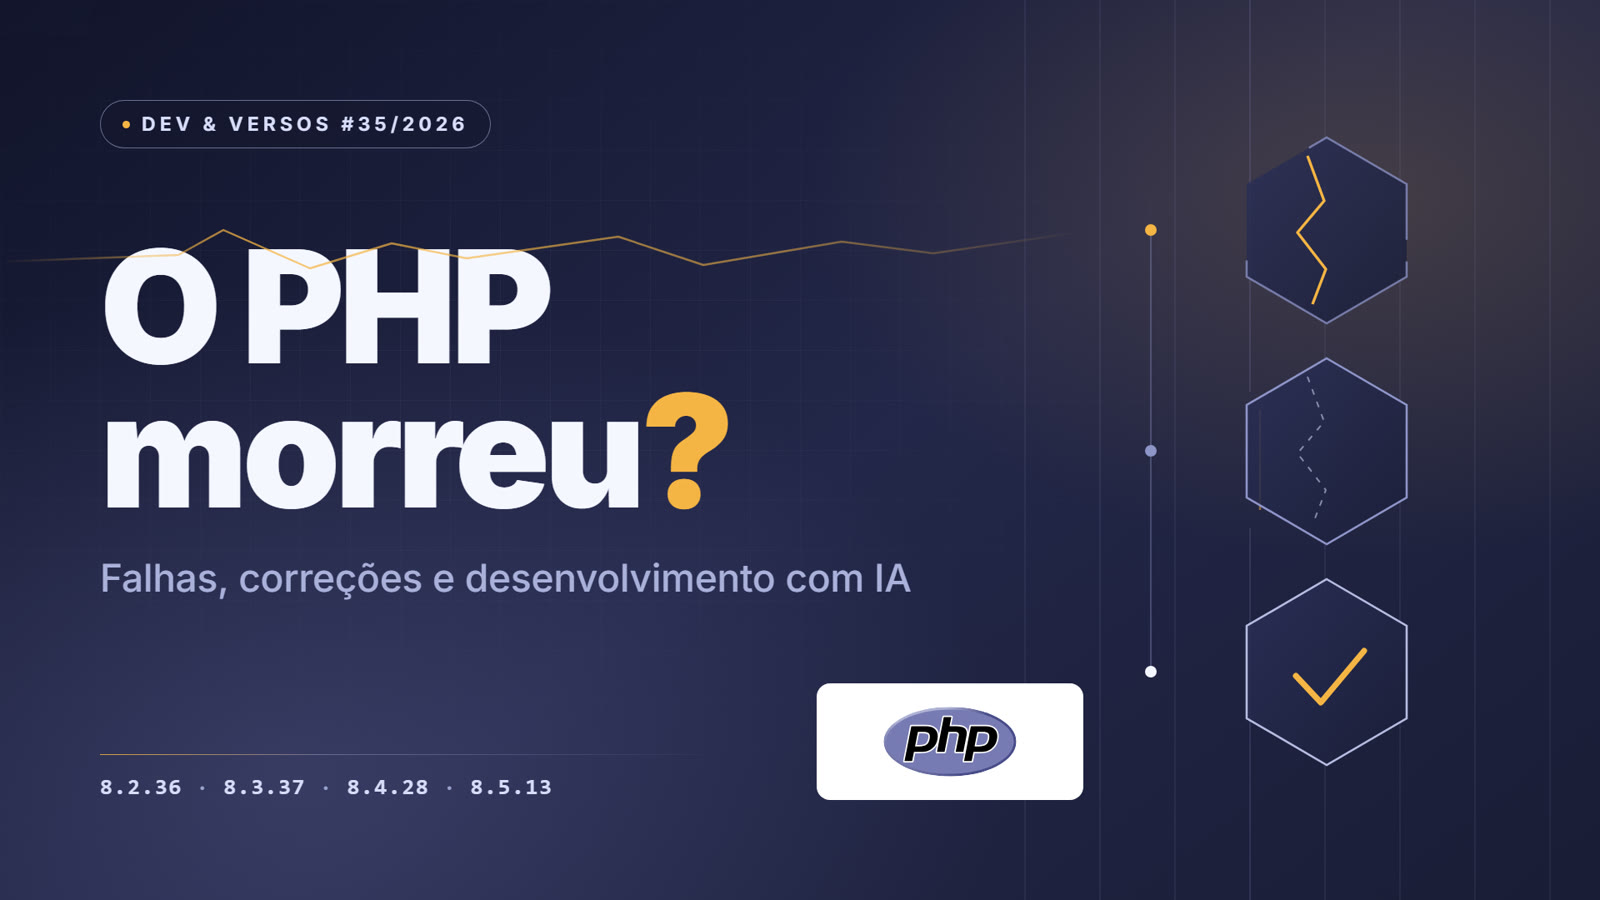 DEV & VERSOS #35/2026
O PHP
morreu?
Falhas, correções e desenvolvimento com IA
php
8.2.36 · 8.3.37 · 8.4.28 · 8.5.13